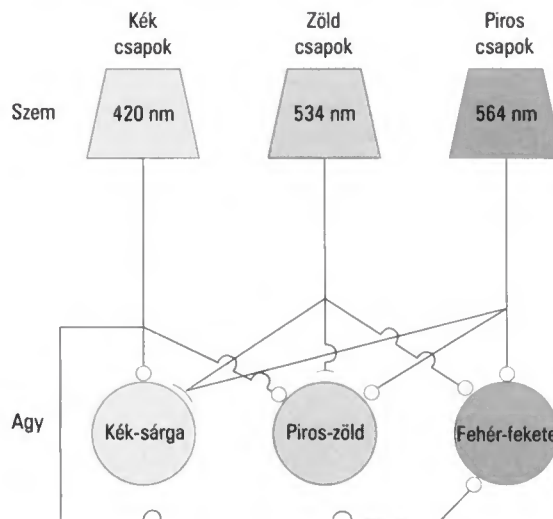 Kék
csapok
Zöld
csapok
Piros
csapok
Szem
420 nm
534 nm
564 nm
Agy
Kék-sárga
Piros-zöld
Fehér-fekete